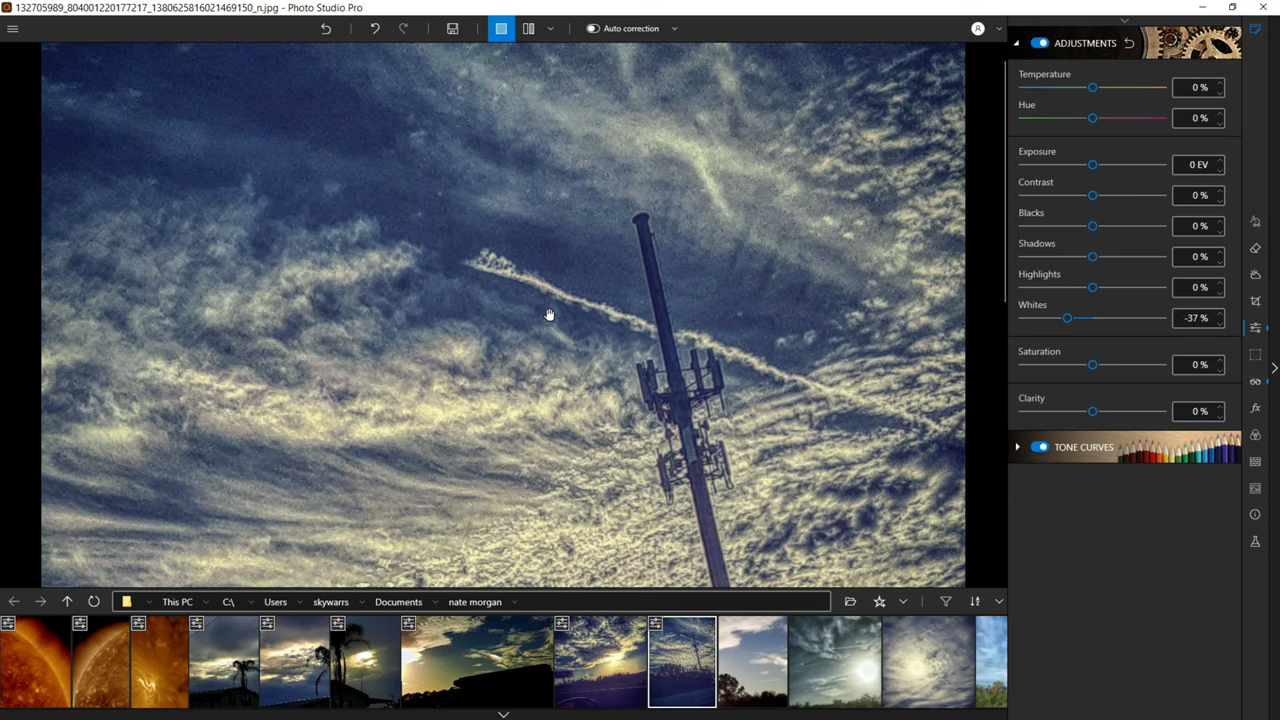 132705989_804001220177217_1380625816021469150_n.jpg - Photo Studio Pro
Auto correction
ADJUSTMENTS
Temperature
0 %
Hue
0 %
Exposure
0 EV
Contrast
0 %
Blacks
0 %
Shadows
0 %
Highlights
0 %
Whites
-37 %
Saturation
0 %
Clarity
0 %
TONE CURVES
This PC
C:\
Users
skywarrs
Documents
nate morgan